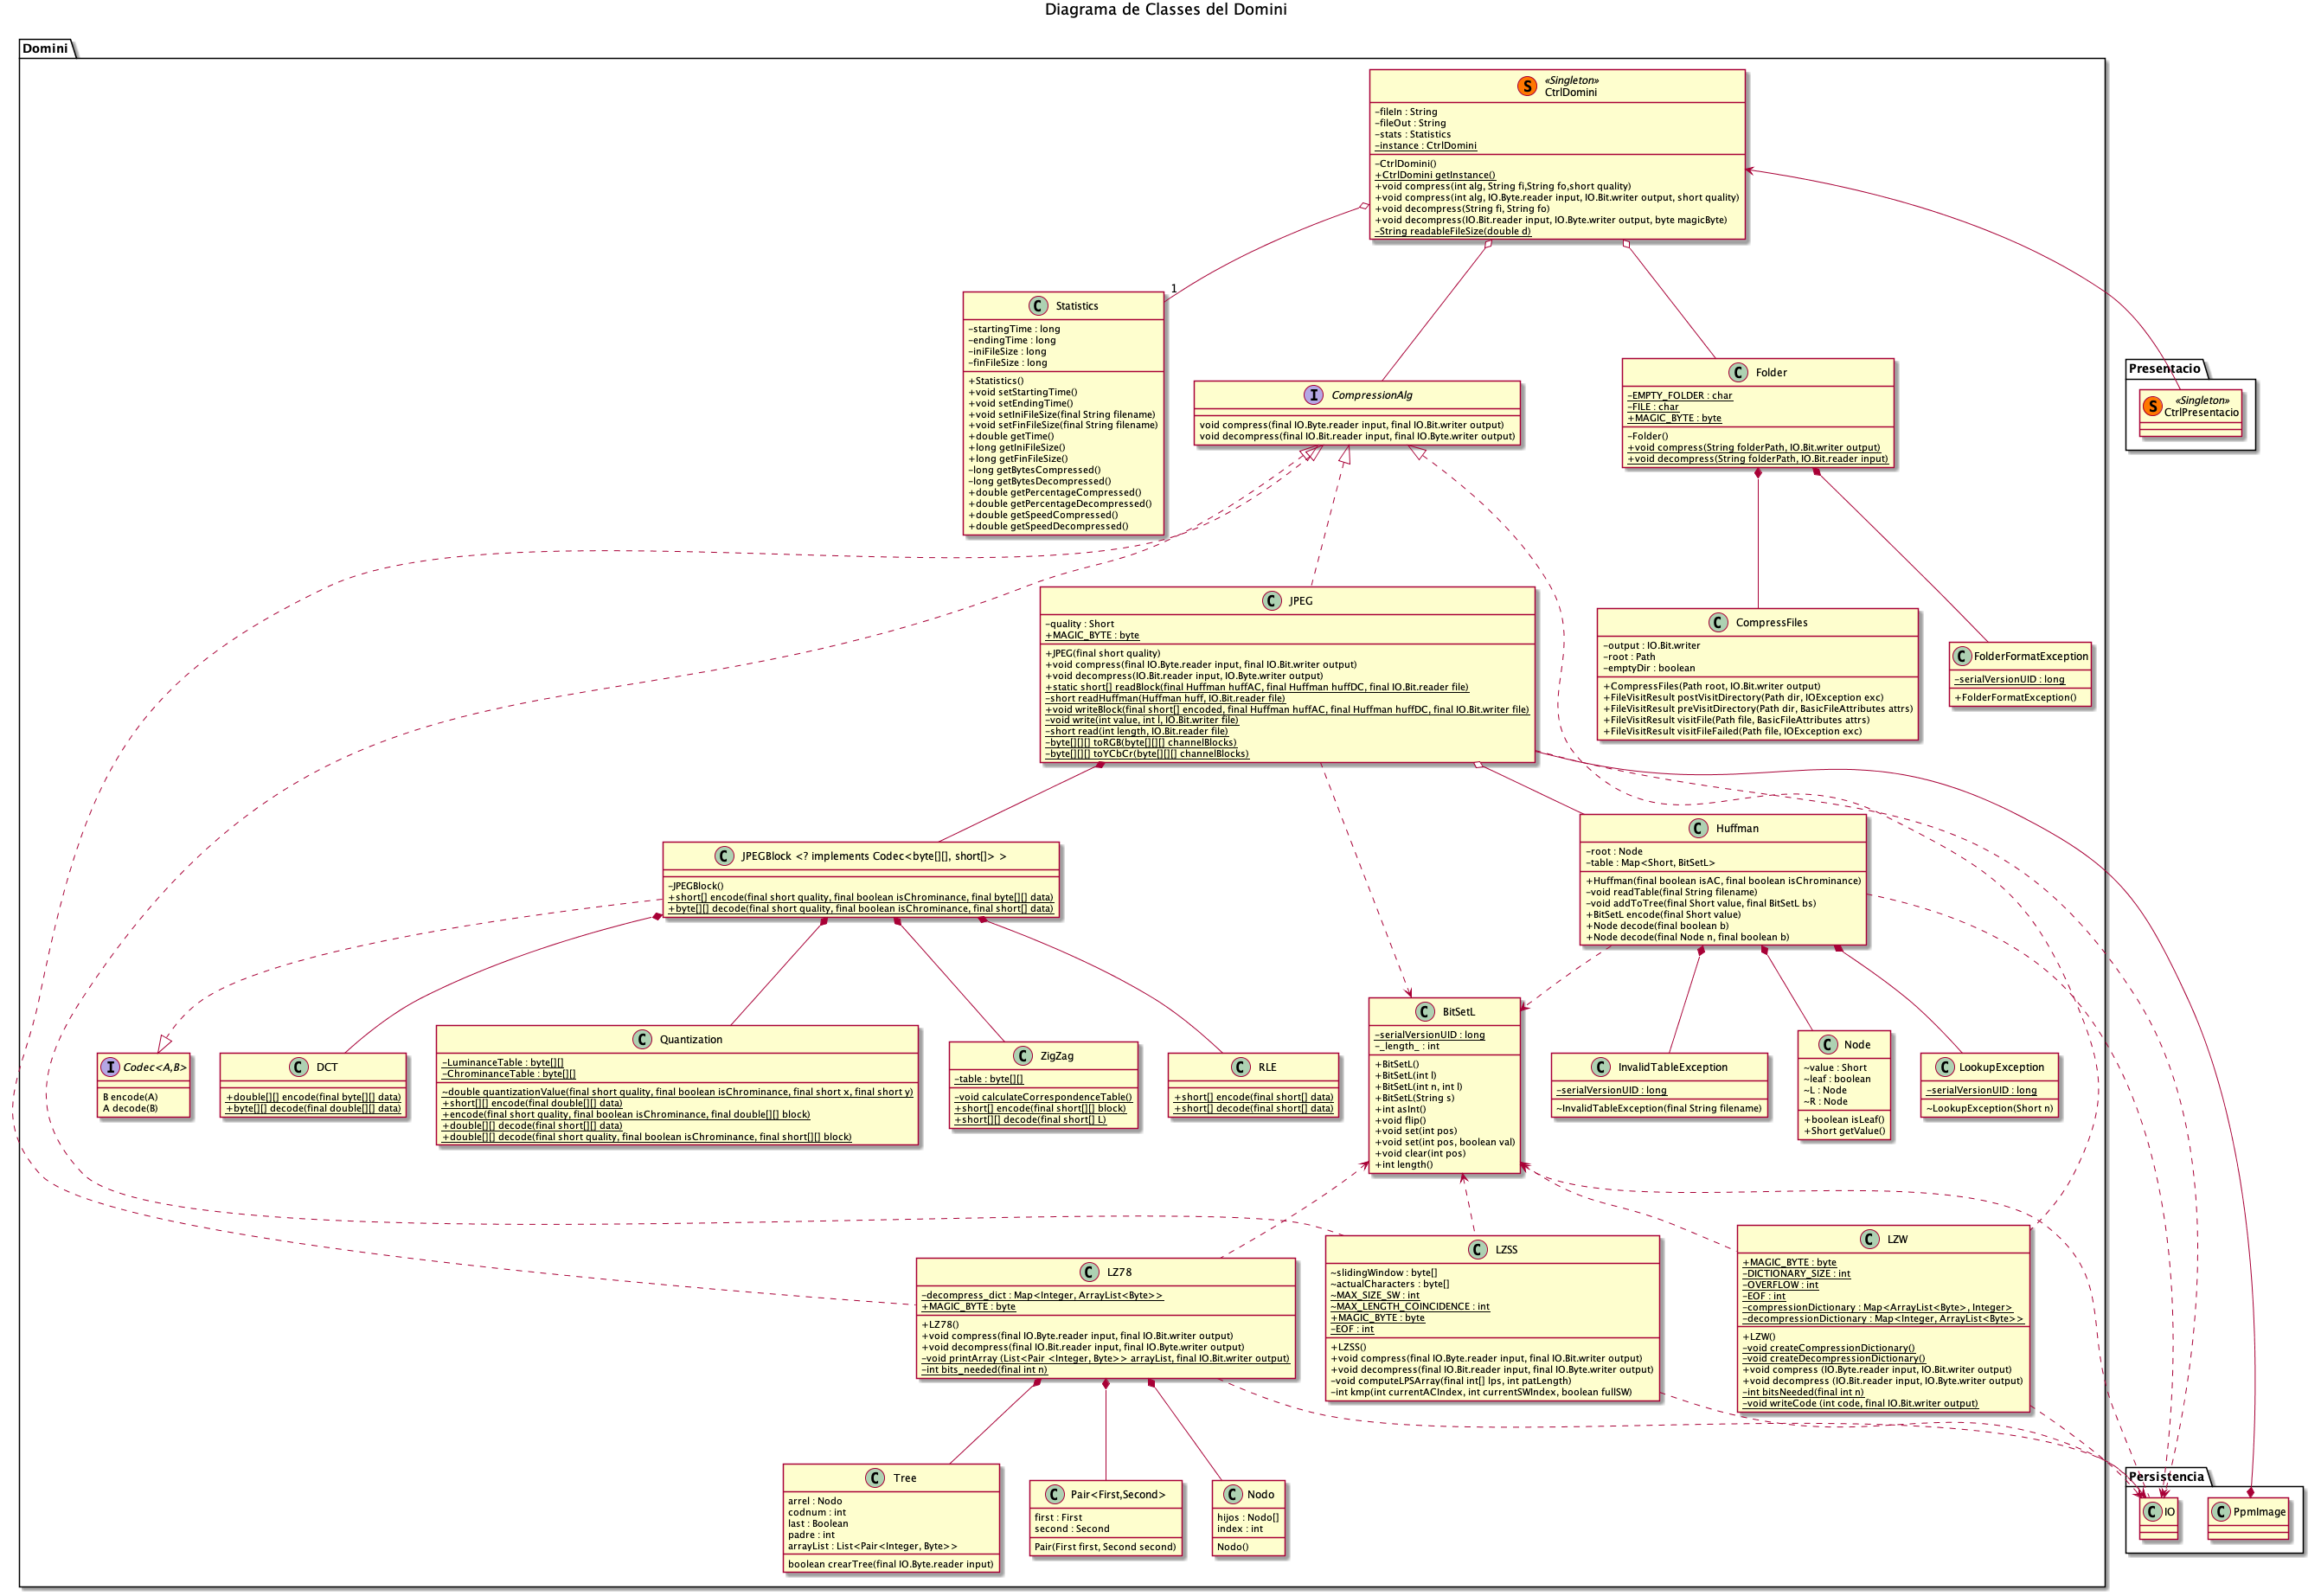 Diagrama de Classes del Domini
Domini
S
«Singleton»
CtrlDomini
-fileIn : String
-fileOut : String
-stats : Statistics
-instance : CtrlDomini
-CtrlDomini()
+CtrlDomini getInstance()
+void compress(int alg, String fi,String fo,short quality)
+void compress(int alg, IO.Byte.reader input, IO.Bit.writer output, short quality)
+void decompress(String fi, String fo)
+void decompress(IO.Bit.reader input, IO.Byte.writer output, byte magicByte)
-String readableFileSize(double d)
1
C
Statistics
-startingTime : long
-endingTime : long
-iniFileSize : long
-finFileSize : long
+Statistics()
+void setStartingTime()
+void setEndingTime()
+void setIniFileSize(final String filename)
+void setFinFileSize(final String filename)
+double getTime()
+long getIniFileSize()
+long getFinFileSize()
-long getBytesCompressed()
-long getBytesDecompressed()
+double getPercentageCompressed()
+double getPercentageDecompressed()
+double getSpeedCompressed()
+double getSpeedDecompressed()
I
CompressionAlg
void compress(final IO.Byte.reader input, final IO.Bit.writer output)
void decompress(final IO.Bit.reader input, final IO.Byte.writer output)
C
Folder
-EMPTY_FOLDER : char
-FILE : char
+MAGIC_BYTE : byte
-Folder()
+void compress(String folderPath, IO.Bit.writer output)
+void decompress(String folderPath, IO.Bit.reader input)
Presentacio
S
«Singleton»
CtrlPresentacio
C
JPEG
-quality : Short
+MAGIC_BYTE : byte
+JPEG(final short quality)
+void compress(final IO.Byte.reader input, final IO.Bit.writer output)
+void decompress(IO.Bit.reader input, IO.Byte.writer output)
+static short[] readBlock(final Huffman huffAC, final Huffman huffDC, final IO.Bit.reader file)
-short readHuffman(Huffman huff, IO.Bit.reader file)
+void writeBlock(final short[] encoded, final Huffman huffAC, final Huffman huffDC, final IO.Bit.writer file)
-void write(int value, int l, IO.Bit.writer file)
-short read(int length, IO.Bit.reader file)
-byte[][][] toRGB(byte[][][] channelBlocks)
-byte[][][] toYCbCr(byte[][][] channelBlocks)
C
CompressFiles
-output : IO.Bit.writer
-root : Path
-emptyDir : boolean
+CompressFiles(Path root, IO.Bit.writer output)
+FileVisitResult postVisitDirectory(Path dir, IOException exc)
+FileVisitResult preVisitDirectory(Path dir, BasicFileAttributes attrs)
+FileVisitResult visitFile(Path file, BasicFileAttributes attrs)
+FileVisitResult visitFileFailed(Path file, IOException exc)
C
FolderFormatException
-serialVersionUID : long
+FolderFormatException()
C
JPEGBlock <? implements Codec<byte[][], short[]> >
-JPEGBlock()
+short[] encode(final short quality, final boolean isChrominance, final byte[][] data)
+byte[][] decode(final short quality, final boolean isChrominance, final short[] data)
C
Huffman
-root : Node
-table : Map<Short, BitSetL>
+Huffman(final boolean isAC, final boolean isChrominance)
-void readTable(final String filename)
-void addToTree(final Short value, final BitSetL bs)
+BitSetL encode(final Short value)
+Node decode(final boolean b)
+Node decode(final Node n, final boolean b)
I
Codec<A,B>
B encode(A)
A decode(B)
C
DCT
+double[][] encode(final byte[][] data)
+byte[][] decode(final double[][] data)
C
Quantization
-LuminanceTable : byte[][]
-ChrominanceTable : byte[][]
~double quantizationValue(final short quality, final boolean isChrominance, final short x, final short y)
+short[][] encode(final double[][] data)
+encode(final short quality, final boolean isChrominance, final double[][] block)
+double[][] decode(final short[][] data)
+double[][] decode(final short quality, final boolean isChrominance, final short[][] block)
C
ZigZag
-table : byte[][]
-void calculateCorrespondenceTable()
+short[] encode(final short[][] block)
+short[][] decode(final short[] L)
C
RLE
+short[] encode(final short[] data)
+short[] decode(final short[] data)
C
BitSetL
-serialVersionUID : long
-_length_ : int
+BitSetL()
+BitSetL(int l)
+BitSetL(int n, int l)
+BitSetL(String s)
+int asInt()
+void flip()
+void set(int pos)
+void set(int pos, boolean val)
+void clear(int pos)
+int length()
C
InvalidTableException
-serialVersionUID : long
~InvalidTableException(final String filename)
C
Node
~value : Short
~leaf : boolean
~L : Node
~R : Node
+boolean isLeaf()
+Short getValue()
C
LookupException
-serialVersionUID : long
~LookupException(Short n)
C
LZ78
-decompress_dict : Map<Integer, ArrayList<Byte>>
+MAGIC_BYTE : byte
+LZ78()
+void compress(final IO.Byte.reader input, final IO.Bit.writer output)
+void decompress(final IO.Bit.reader input, final IO.Byte.writer output)
-void printArray (List<Pair <Integer, Byte>> arrayList, final IO.Bit.writer output)
-int bits_needed(final int n)
C
LZSS
~slidingWindow : byte[]
~actualCharacters : byte[]
~MAX_SIZE_SW : int
~MAX_LENGTH_COINCIDENCE : int
+MAGIC_BYTE : byte
-EOF : int
+LZSS()
+void compress(final IO.Byte.reader input, final IO.Bit.writer output)
+void decompress(final IO.Bit.reader input, final IO.Byte.writer output)
-void computeLPSArray(final int[] lps, int patLength)
-int kmp(int currentACIndex, int currentSWIndex, boolean fullSW)
C
LZW
+MAGIC_BYTE : byte
-DICTIONARY_SIZE : int
-OVERFLOW : int
-EOF : int
-compressionDictionary : Map<ArrayList<Byte>, Integer>
-decompressionDictionary : Map<Integer, ArrayList<Byte>>
+LZW()
-void createCompressionDictionary()
-void createDecompressionDictionary()
+void compress (IO.Byte.reader input, IO.Bit.writer output)
+void decompress (IO.Bit.reader input, IO.Byte.writer output)
-int bitsNeeded(final int n)
-void writeCode (int code, final IO.Bit.writer output)
C
Tree
arrel : Nodo
codnum : int
last : Boolean
padre : int
arrayList : List<Pair<Integer, Byte>>
boolean crearTree(final IO.Byte.reader input)
C
Pair<First,Second>
first : First
second : Second
Pair(First first, Second second)
C
Nodo
hijos : Nodo[]
index : int
Nodo()
Persistencia
C
IO
C
PpmImage